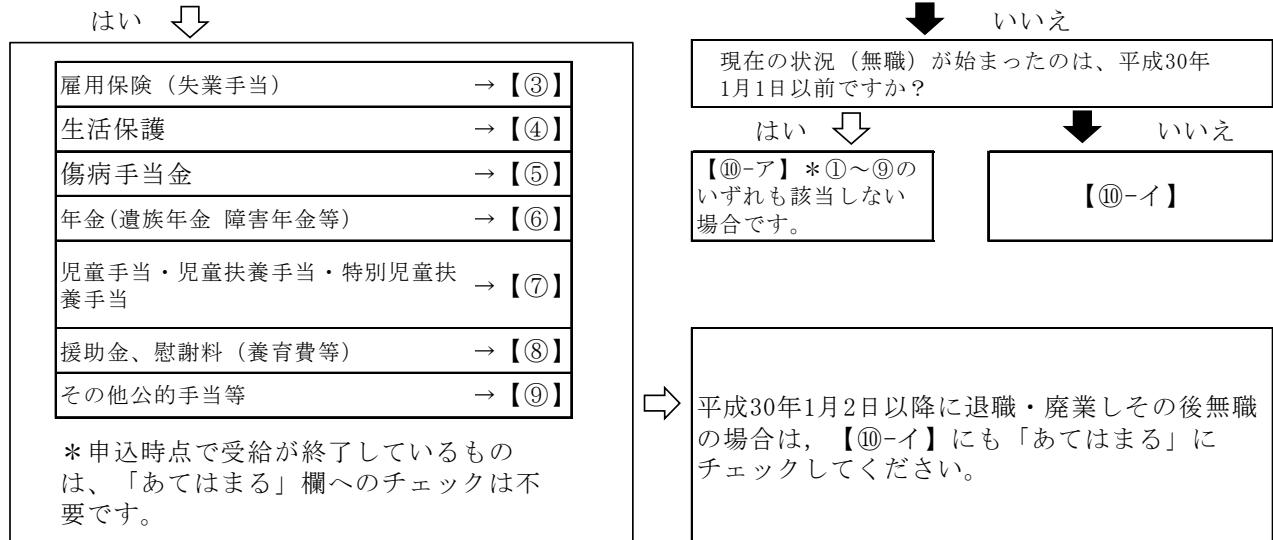 はい
雇用保険（失業手当） →【③】
生活保護 →【④】
傷病手当金 →【⑤】
年金(遺族年金 障害年金等) →【⑥】
児童手当・児童扶養手当・特別児童扶
養手当 →【⑦】
援助金、慰謝料（養育費等） →【⑧】
その他公的手当等 →【⑨】
＊申込時点で受給が終了しているもの
は、「あてはまる」欄へのチェックは不
要です。
いいえ
現在の状況（無職）が始まったのは、平成30年
1月1日以前ですか？
はい
いいえ
【⑩-ア】＊①～⑨の
いずれも該当しない
場合です。
【⑩-イ】
平成30年1月2日以降に退職・廃業しその後無職
の場合は，【⑩-イ】にも「あてはまる」に
チェックしてください。